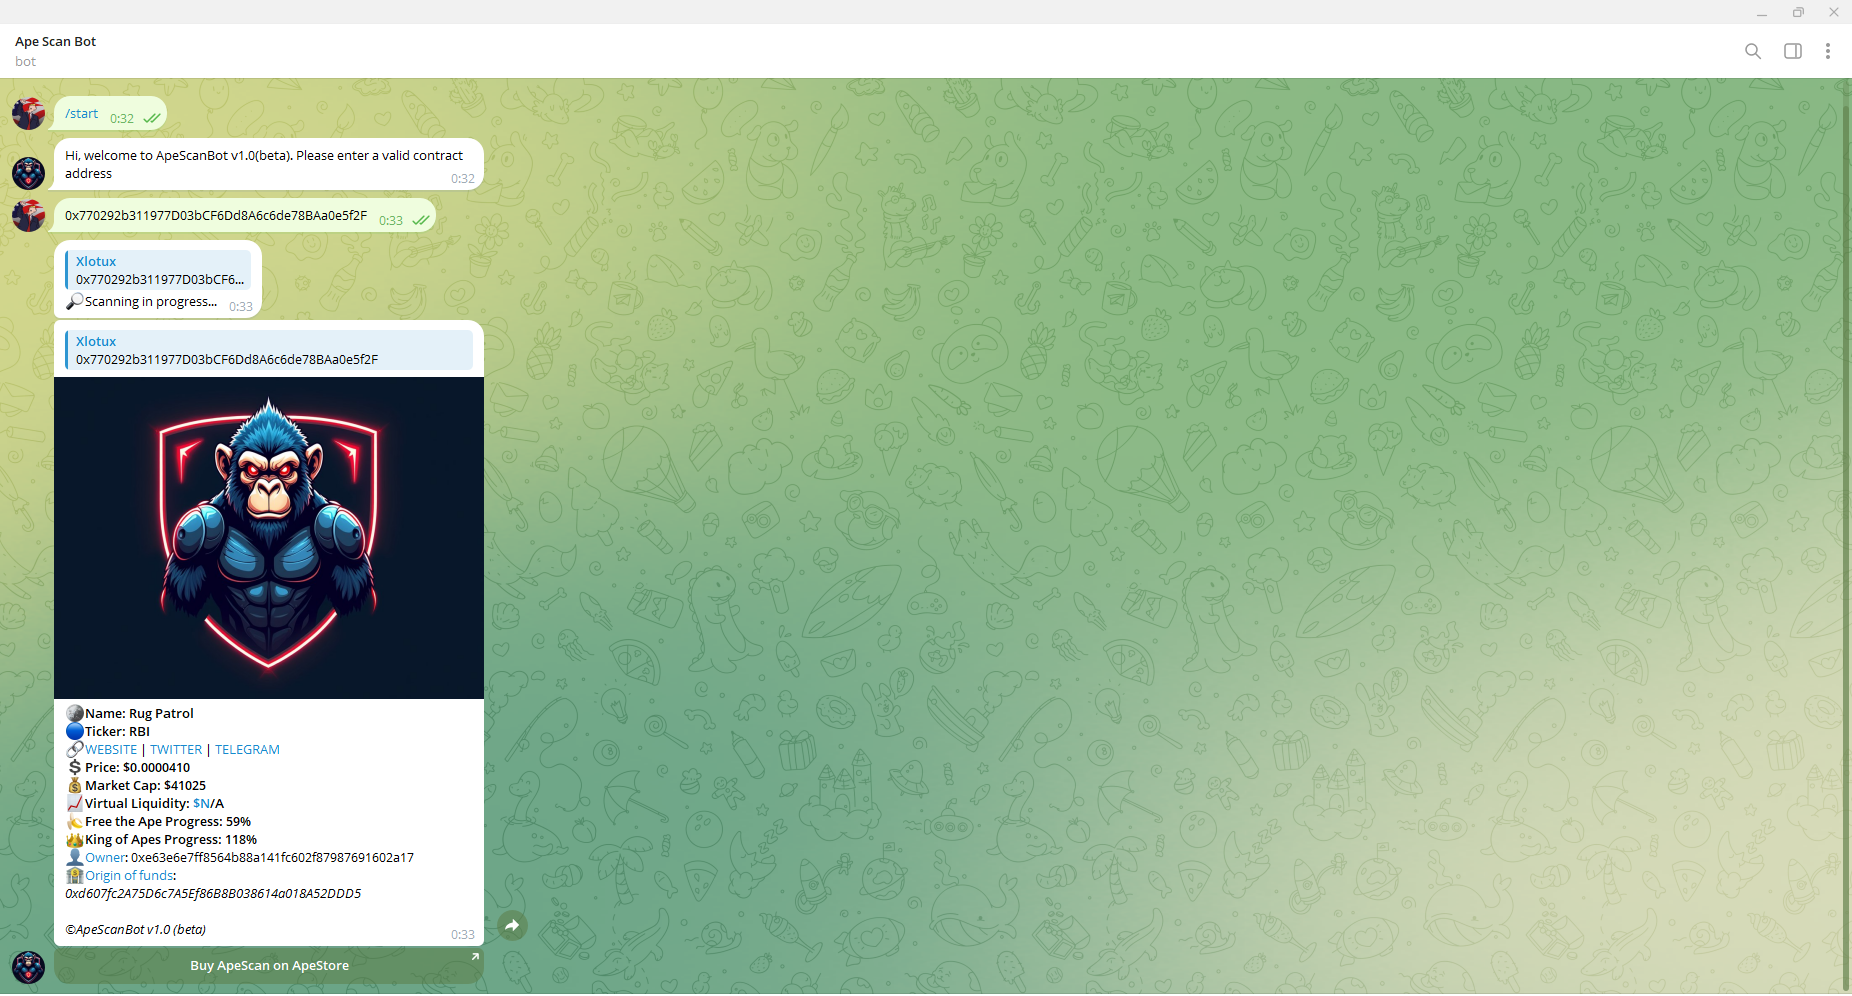 Ape Scan Bot
bot
/start 0:32
Hi, welcome to ApeScanBot v1.0(beta). Please enter a valid contract
address
0:32
0x770292b311977D03bCF6Dd8A6c6de78BAa0e5f2F 0:33
Xlotux
0x770292b311977D03bCF6...
🔎Scanning in progress... 0:33
Xlotux
0x770292b311977D03bCF6Dd8A6c6de78BAa0e5f2F
Name: Rug Patrol
Ticker: RBI
WEBSITE | TWITTER | TELEGRAM
Price: $0.0000410
Market Cap: $41025
Virtual Liquidity: $N/A
Free the Ape Progress: 59%
King of Apes Progress: 118%
Owner: 0xe63e6e7ff8564b88a141fc602f87987691602a17
Origin of funds:
0xd607fc2A75D6c7A5Ef86B8B038614a018A52DDD5
©ApeScanBot v1.0 (beta)
0:33
Buy ApeScan on ApeStore